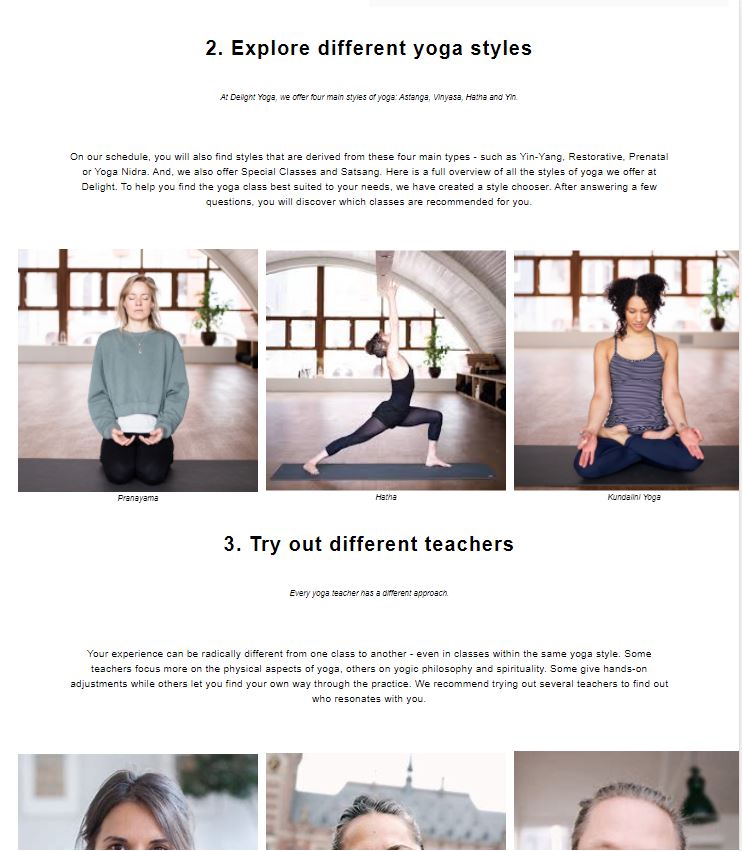 2. Explore different yoga styles
At Delight Yoga, we offer four main styles of yoga: Astanga, Vinyasa, Hatha and Yin.
On our schedule, you will also find styles that are derived from these four main types - such as Yin-Yang, Restorative, Prenatal
or Yoga Nidra. And, we also offer Special Classes and Satsang. Here is a full overview of all the styles of yoga we offer at
Delight. To help you find the yoga class best suited to your needs, we have created a style chooser. After answering a few
questions, you will discover which classes are recommended for you.
Pranayama
Hatha
Kundalini Yoga
3. Try out different teachers
Every yoga teacher has a different approach.
Your experience can be radically different from one class to another - even in classes within the same yoga style. Some
teachers focus more on the physical aspects of yoga, others on yogic philosophy and spirituality. Some give hands-on
adjustments while others let you find your own way through the practice. We recommend trying out several teachers to find out
who resonates with you.